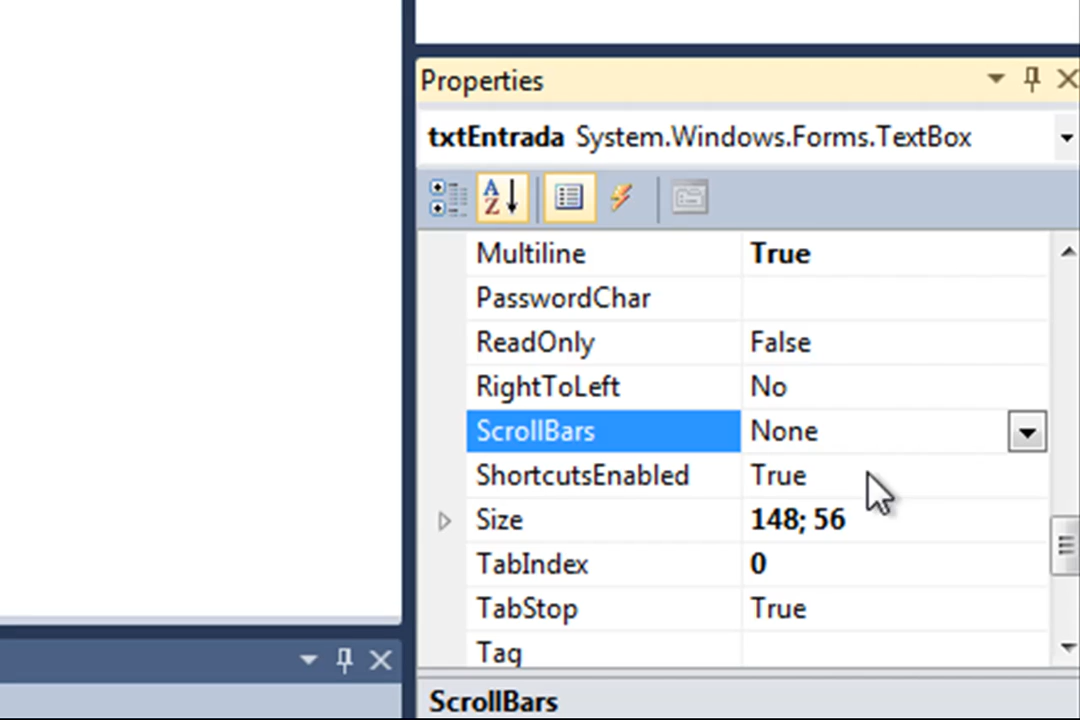 Properties
txtEntrada System.Windows.Forms.TextBox
Multiline True
PasswordChar
ReadOnly False
RightToLeft No
ScrollBars None
ShortcutsEnabled True
Size 148; 56
TabIndex 0
TabStop True
Tag
ScrollBars